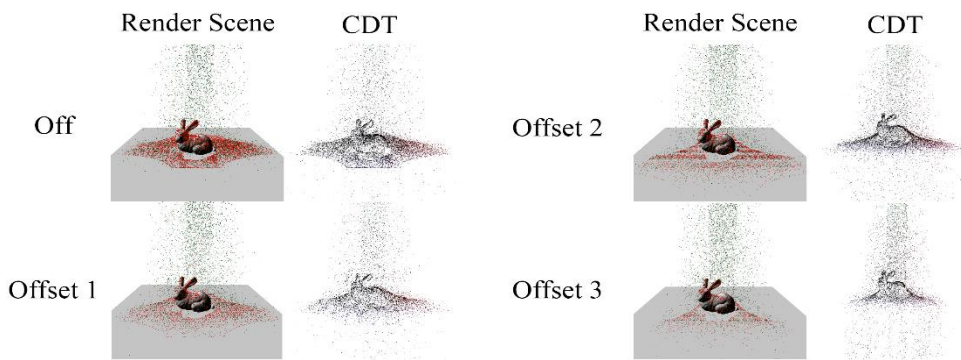 Render Scene CDT
Render Scene CDT
Off
Offset 2
Offset 1
Offset 3